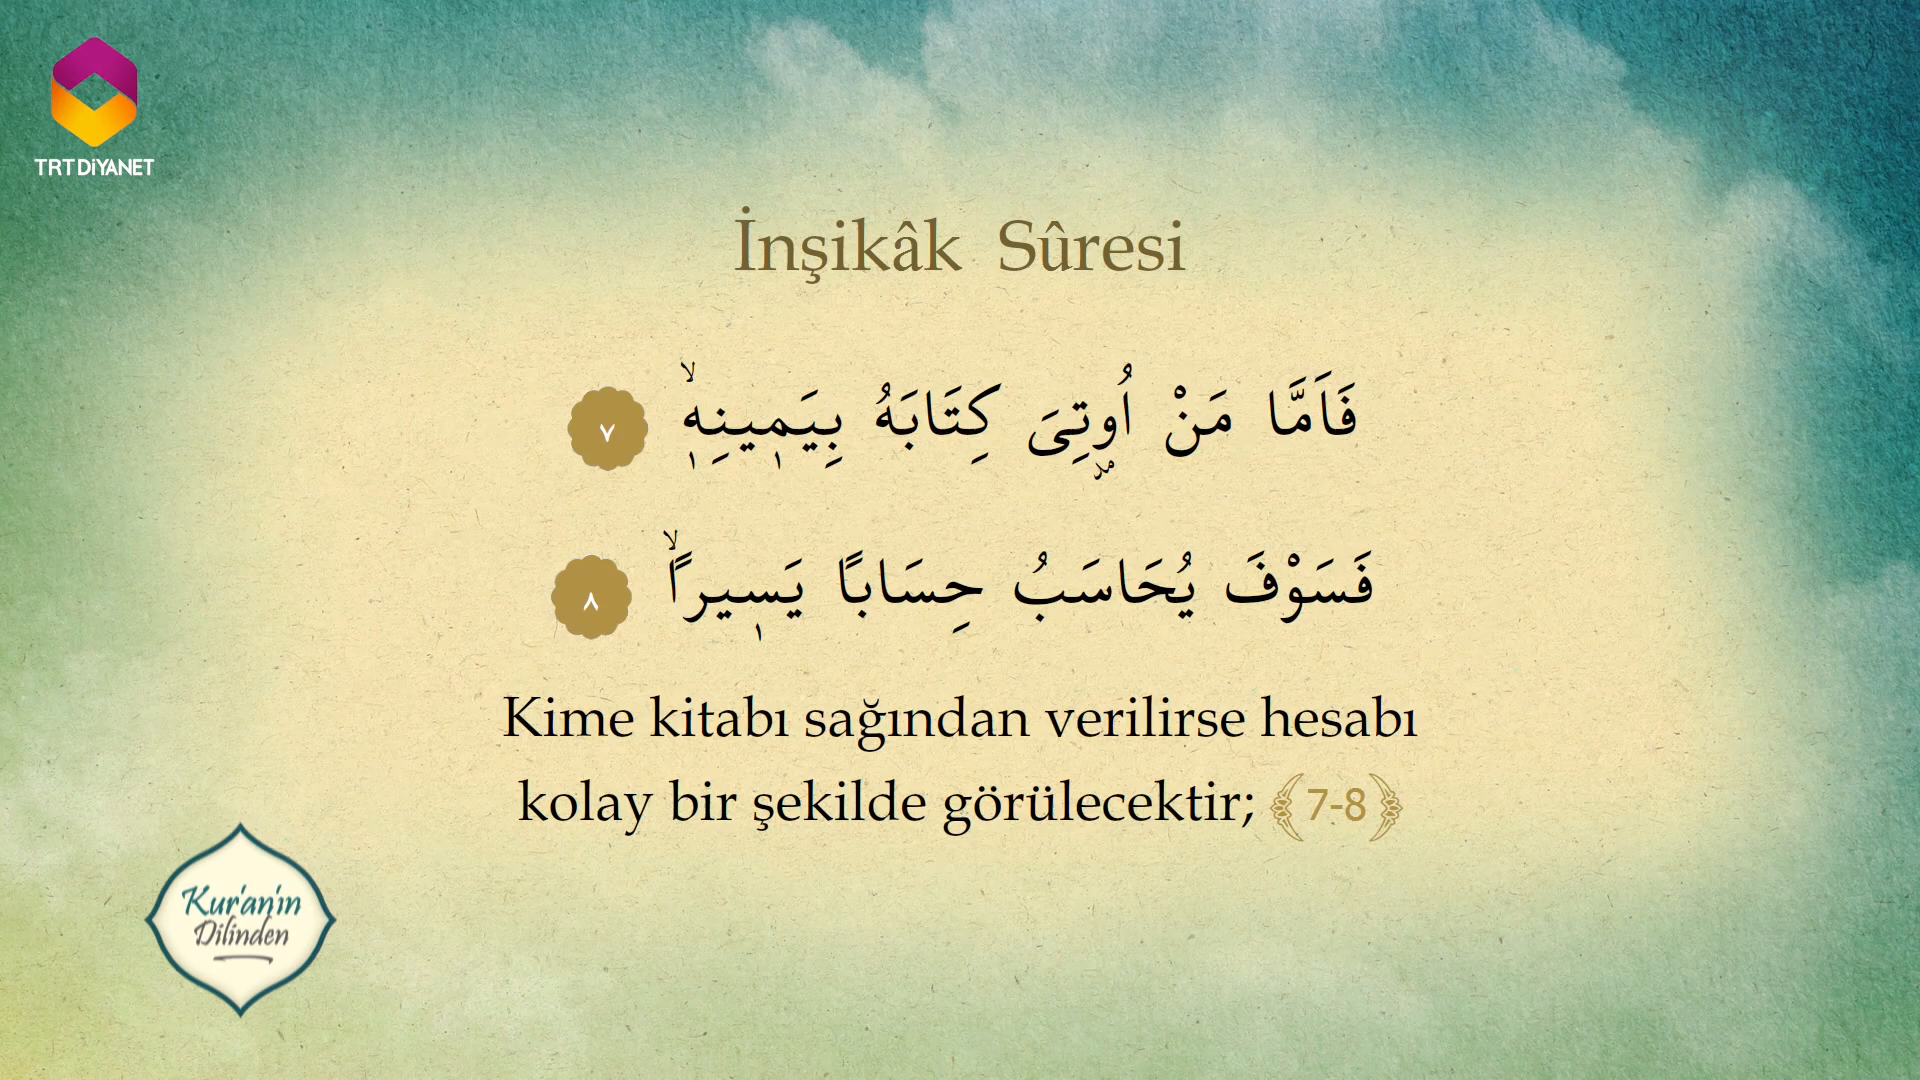 TRT DİYANET
İnşikâk Sûresi
فَاَمَّا مَنْ اُو۫تِىَ كِتَابَهُ بِيَم۪ينِه۪ۙ ٧
فَسَوْفَ يُحَاسَبُ حِسَاباً يَس۪يراًۙ ٨
Kime kitabı sağından verilirse hesabı
kolay bir şekilde görülecektir; ﴾7-8﴿
Kur'an'ın
Dilinden